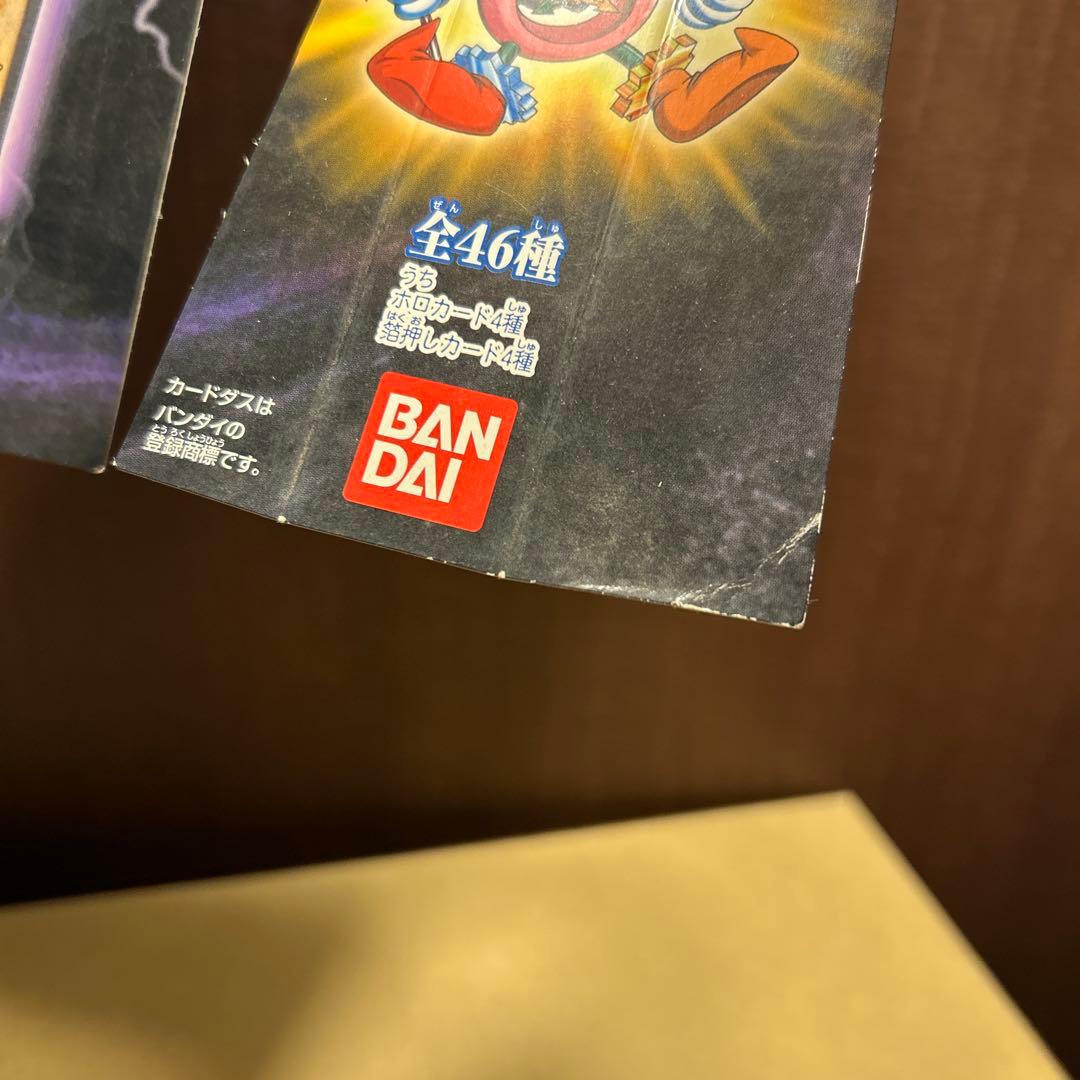 全46種
うち
ホロカード4種
箔押しカード4種
カードダスは
バンダイの
登録商標です。
BAN
DAI